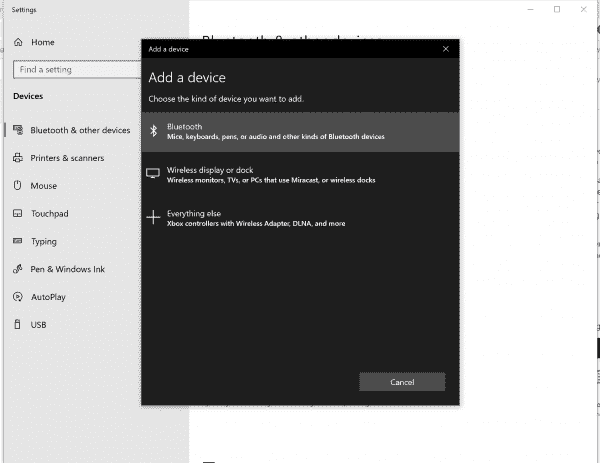 Settings
Home
Find a setting
Devices
Bluetooth & other devices
Printers & scanners
Mouse
Touchpad
Typing
Pen & Windows Ink
AutoPlay
USB
Add a device
Add a device
Choose the kind of device you want to add.
Bluetooth
Mice, keyboards, pens, or audio and other kinds of Bluetooth devices
Wireless display or dock
Wireless monitors, TVs, or PCs that use Miracast, or wireless docks
Everything else
Xbox controllers with Wireless Adapter, DLNA, and more
Cancel